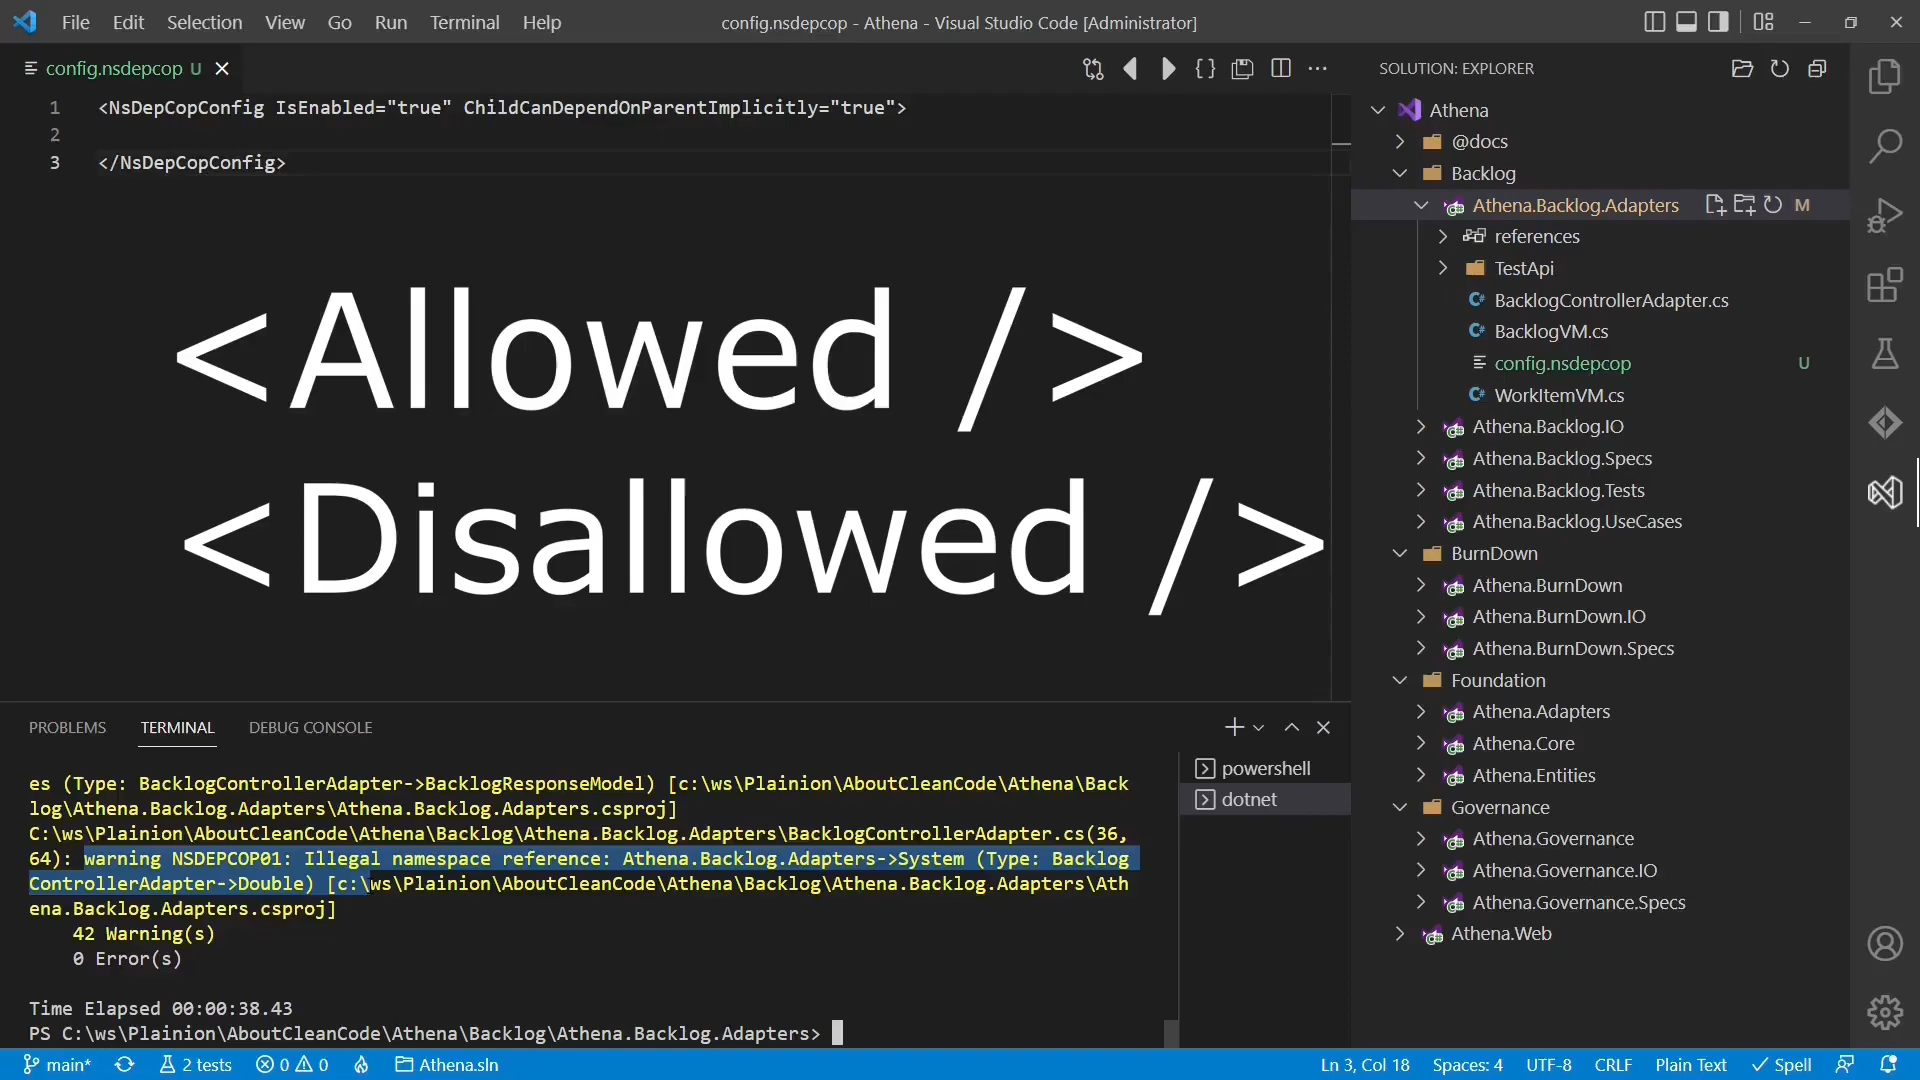 File Edit Selection View Go Run Terminal Help
config.nsdepcop - Athena - Visual Studio Code [Administrator]
config.nsdepcop U
SOLUTION: EXPLORER
1 <NsDepCopConfig IsEnabled="true" ChildCanDependOnParentImplicitly="true">
2
3 </NsDepCopConfig>
<Allowed />
<Disallowed />
Athena
@docs
Backlog
Athena.Backlog.Adapters M
references
TestApi
BacklogControllerAdapter.cs
BacklogVM.cs
config.nsdepcop U
WorkItemVM.cs
Athena.Backlog.IO
Athena.Backlog.Specs
Athena.Backlog.Tests
Athena.Backlog.UseCases
BurnDown
Athena.BurnDown
Athena.BurnDown.IO
Athena.BurnDown.Specs
Foundation
Athena.Adapters
Athena.Core
Athena.Entities
Governance
Athena.Governance
Athena.Governance.IO
Athena.Governance.Specs
Athena.Web
PROBLEMS TERMINAL DEBUG CONSOLE
powershell
dotnet
es (Type: BacklogControllerAdapter->BacklogResponseModel) [c:\ws\Plainion\AboutCleanCode\Athena\Back
log\Athena.Backlog.Adapters\Athena.Backlog.Adapters.csproj]
C:\ws\Plainion\AboutCleanCode\Athena\Backlog\Athena.Backlog.Adapters\BacklogControllerAdapter.cs(36,
64): warning NSDEPCOP01: Illegal namespace reference: Athena.Backlog.Adapters->System (Type: Backlog
ControllerAdapter->Double) [c:\ws\Plainion\AboutCleanCode\Athena\Backlog\Athena.Backlog.Adapters\Ath
ena.Backlog.Adapters.csproj]
42 Warning(s)
0 Error(s)
Time Elapsed 00:00:38.43
PS C:\ws\Plainion\AboutCleanCode\Athena\Backlog\Athena.Backlog.Adapters>
main* 2 tests 0 0 Athena.sln Ln 3, Col 18 Spaces: 4 UTF-8 CRLF Plain Text Spell